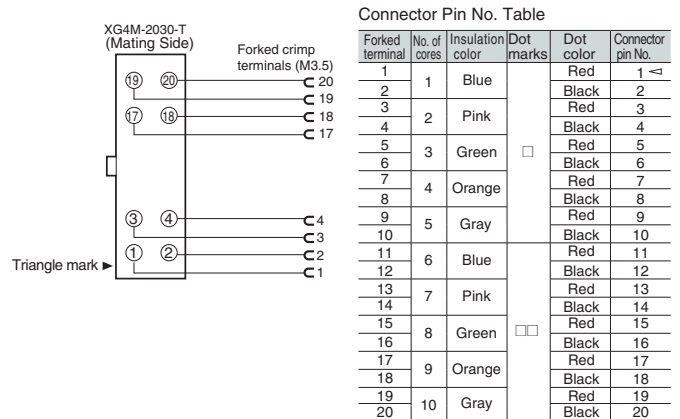 XG4M-2030-T
(Mating Side)
Forked crimp
terminals (M3.5)
19 20 20
19
17 18 18
17
3 4 4
3
1 2 2
1
Triangle mark
Connector Pin No. Table
Forked terminal No. of cores Insulation color Dot marks Dot color Connector pin No.
1 1 Blue □ Red 1
2 Black 2
3 2 Pink Red 3
4 Black 4
5 3 Green Red 5
6 Black 6
7 4 Orange Red 7
8 Black 8
9 5 Gray Red 9
10 Black 10
11 6 Blue □□ Red 11
12 Black 12
13 7 Pink Red 13
14 Black 14
15 8 Green Red 15
16 Black 16
17 9 Orange Red 17
18 Black 18
19 10 Gray Red 19
20 Black 20